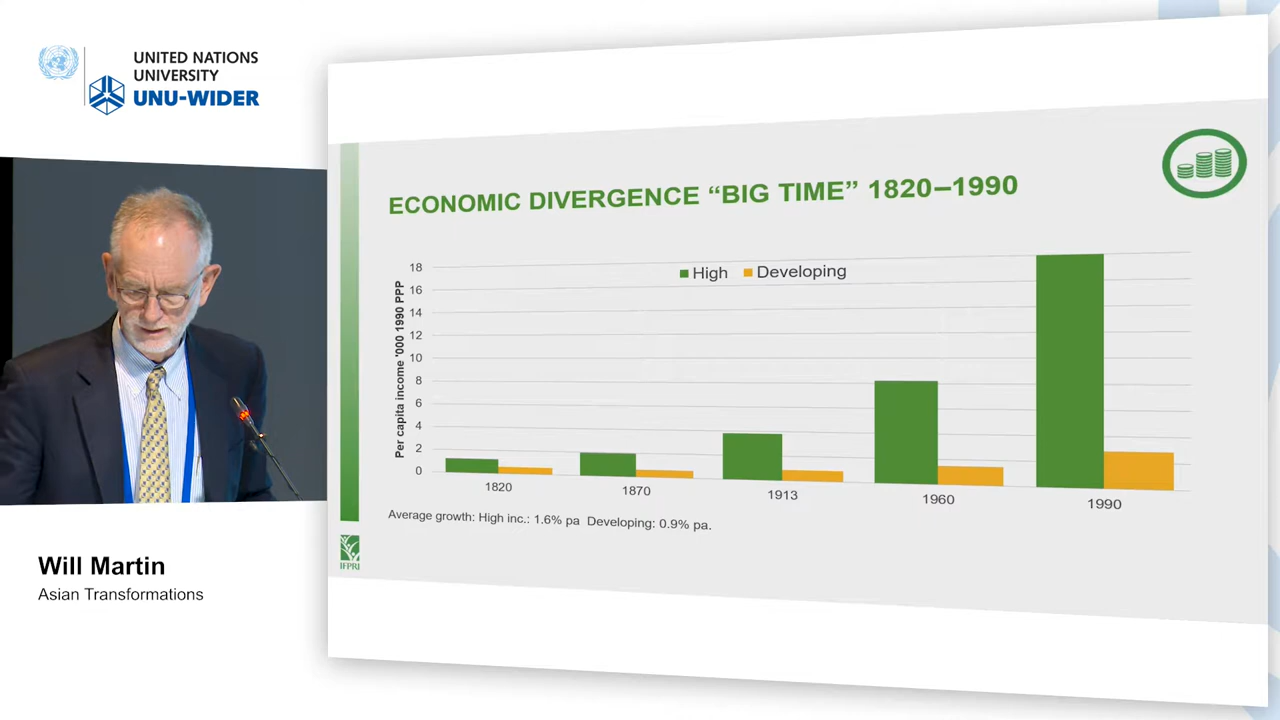 UNITED NATIONS
UNIVERSITY
UNU-WIDER
ECONOMIC DIVERGENCE “BIG TIME” 1820–1990
High Developing
Per capita income '000 1990 PPP
18
16
14
12
10
8
6
4
2
0
1820 1870 1913 1960 1990
Average growth: High inc.: 1.6% pa Developing: 0.9% pa.
IFPRI
Will Martin
Asian Transformations